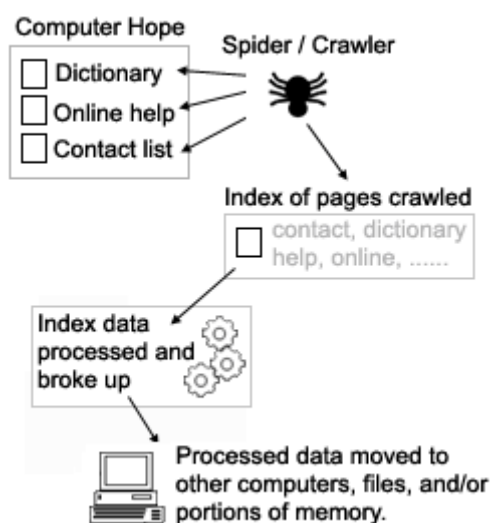 Computer Hope
Spider / Crawler
Dictionary
Online help
Contact list
Index of pages crawled
contact, dictionary
help, online, ......
Index data
processed and
broke up
Processed data moved to
other computers, files, and/or
portions of memory.